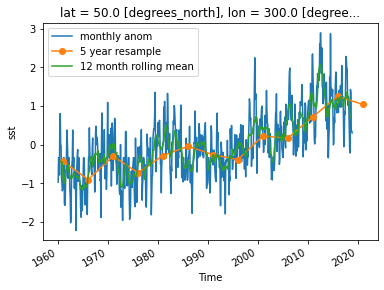 lat = 50.0 [degrees_north], lon = 300.0 [degree...
monthly anom
5 year resample
12 month rolling mean
3
2
1
0
−1
−2
sst
1960
1970
1980
1990
2000
2010
2020
Time